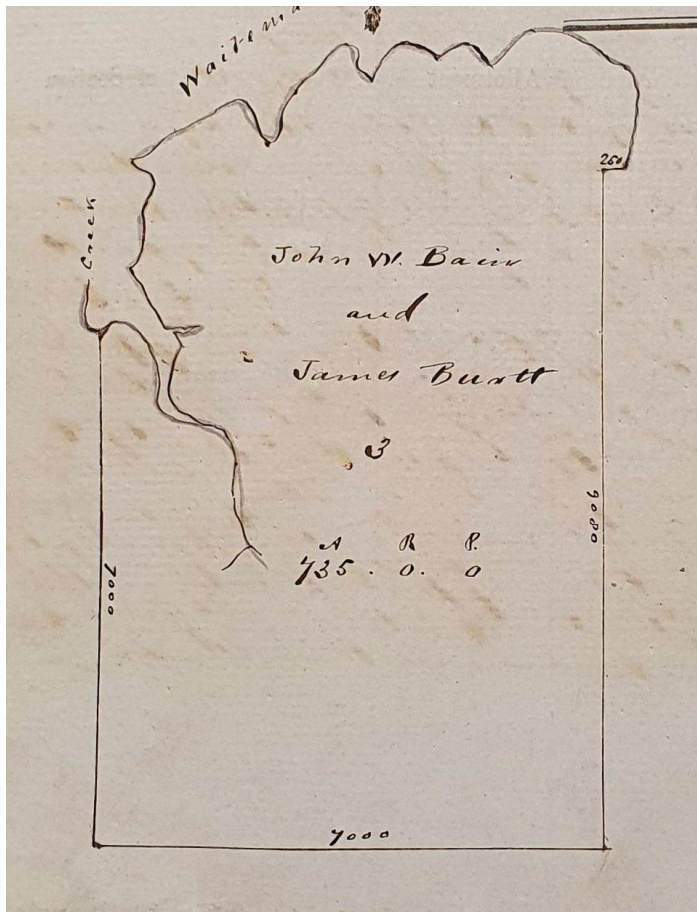 Waitema
250
Creek
John W. Bain
and
James Burtt
3
A R P.
735 . 0. 0
9080
7000
7000